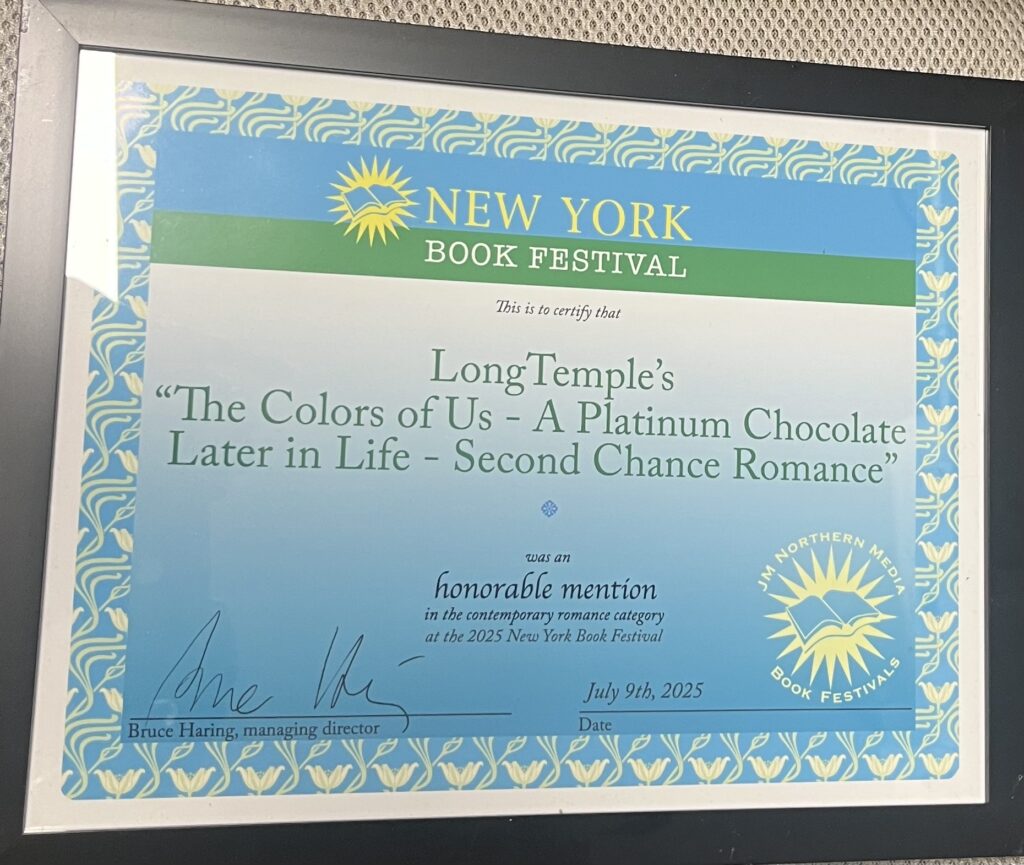 NEW YORK
BOOK FESTIVAL
This is to certify that
LongTemple's
“The Colors of Us - A Platinum Chocolate
Later in Life - Second Chance Romance”
was an
honorable mention
in the contemporary romance category
at the 2025 New York Book Festival
JM Northern Media
Book Festivals
Bruce Haring, managing director
July 9th, 2025
Date